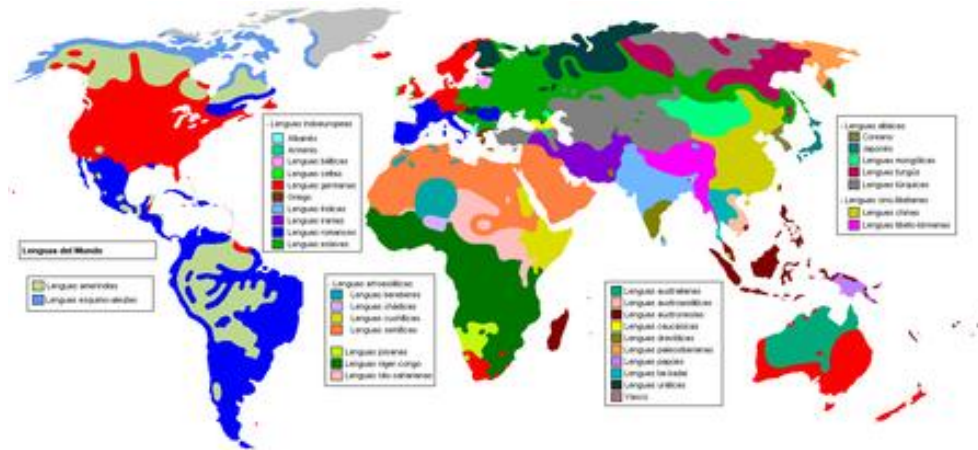 Lenguas del Mundo
Lenguas amerindias
Lenguas esquimo-aleutas
- Lenguas indoeuropeas
Albanés
Armenio
Lenguas bálticas
Lenguas celtas
Lenguas germanas
Griego
Lenguas índicas
Lenguas iranias
Lenguas romances
Lenguas eslavas
- Lenguas afroasiáticas
Lenguas bereberes
Lenguas chádicas
Lenguas cushíticas
Lenguas semíticas
Lenguas joisanas
Lenguas níger-congo
Lenguas nilo-saharianas
Lenguas australianas
Lenguas austroasiáticas
Lenguas austronesias
Lenguas caucásicas
Lenguas dravídicas
Lenguas paleosiberianas
Lenguas papúes
Lenguas tai-kadai
Lenguas urálicas
Vasco
- Lenguas altaicas
Coreano
Japonés
Lenguas mongólicas
Lenguas tungús
Lenguas túrquicas
- Lenguas sino-tibetanas
Lenguas chinas
Lenguas tibeto-birmanas